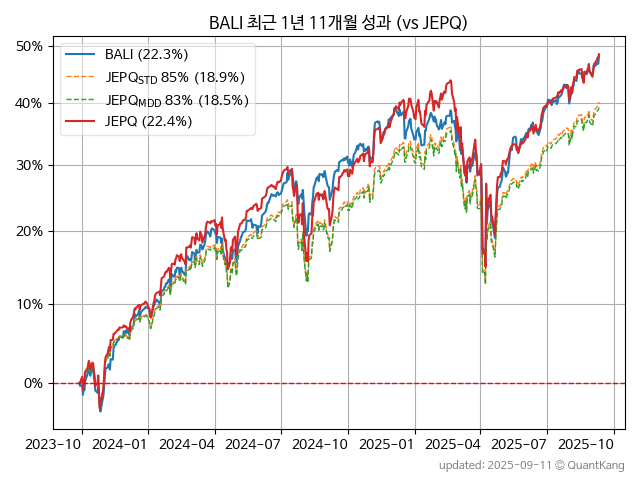 BALI 최근 1년 11개월 성과 (vs JEPQ)
BALI (22.3%)
JEPQSTD 85% (18.9%)
JEPQMDD 83% (18.5%)
JEPQ (22.4%)
50%
40%
30%
20%
10%
0%
2023-10 2024-01 2024-04 2024-07 2024-10 2025-01 2025-04 2025-07 2025-10
updated: 2025-09-11 © QuantKang